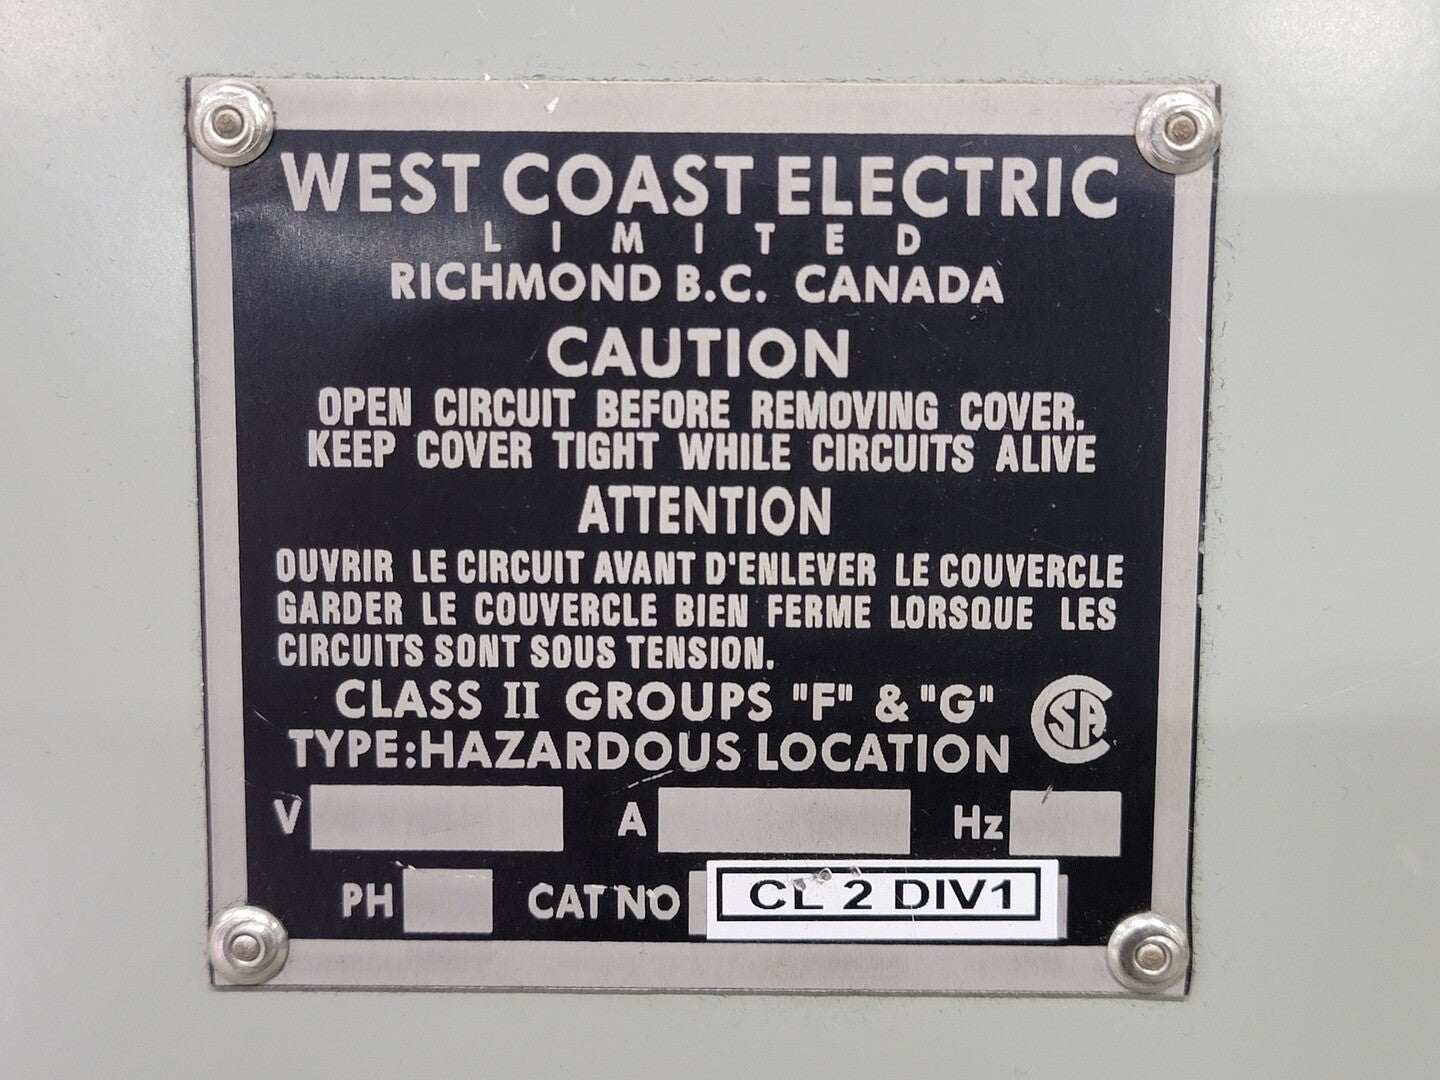 WEST COAST ELECTRIC
LIMITED
RICHMOND B.C. CANADA
CAUTION
OPEN CIRCUIT BEFORE REMOVING COVER.
KEEP COVER TIGHT WHILE CIRCUITS ALIVE
ATTENTION
OUVRIR LE CIRCUIT AVANT D'ENLEVER LE COUVERCLE
GARDER LE COUVERCLE BIEN FERME LORSQUE LES
CIRCUITS SONT SOUS TENSION.
CLASS II GROUPS "F" & "G"
TYPE:HAZARDOUS LOCATION
CSA
V A Hz
PH CAT NO CL 2 DIV1